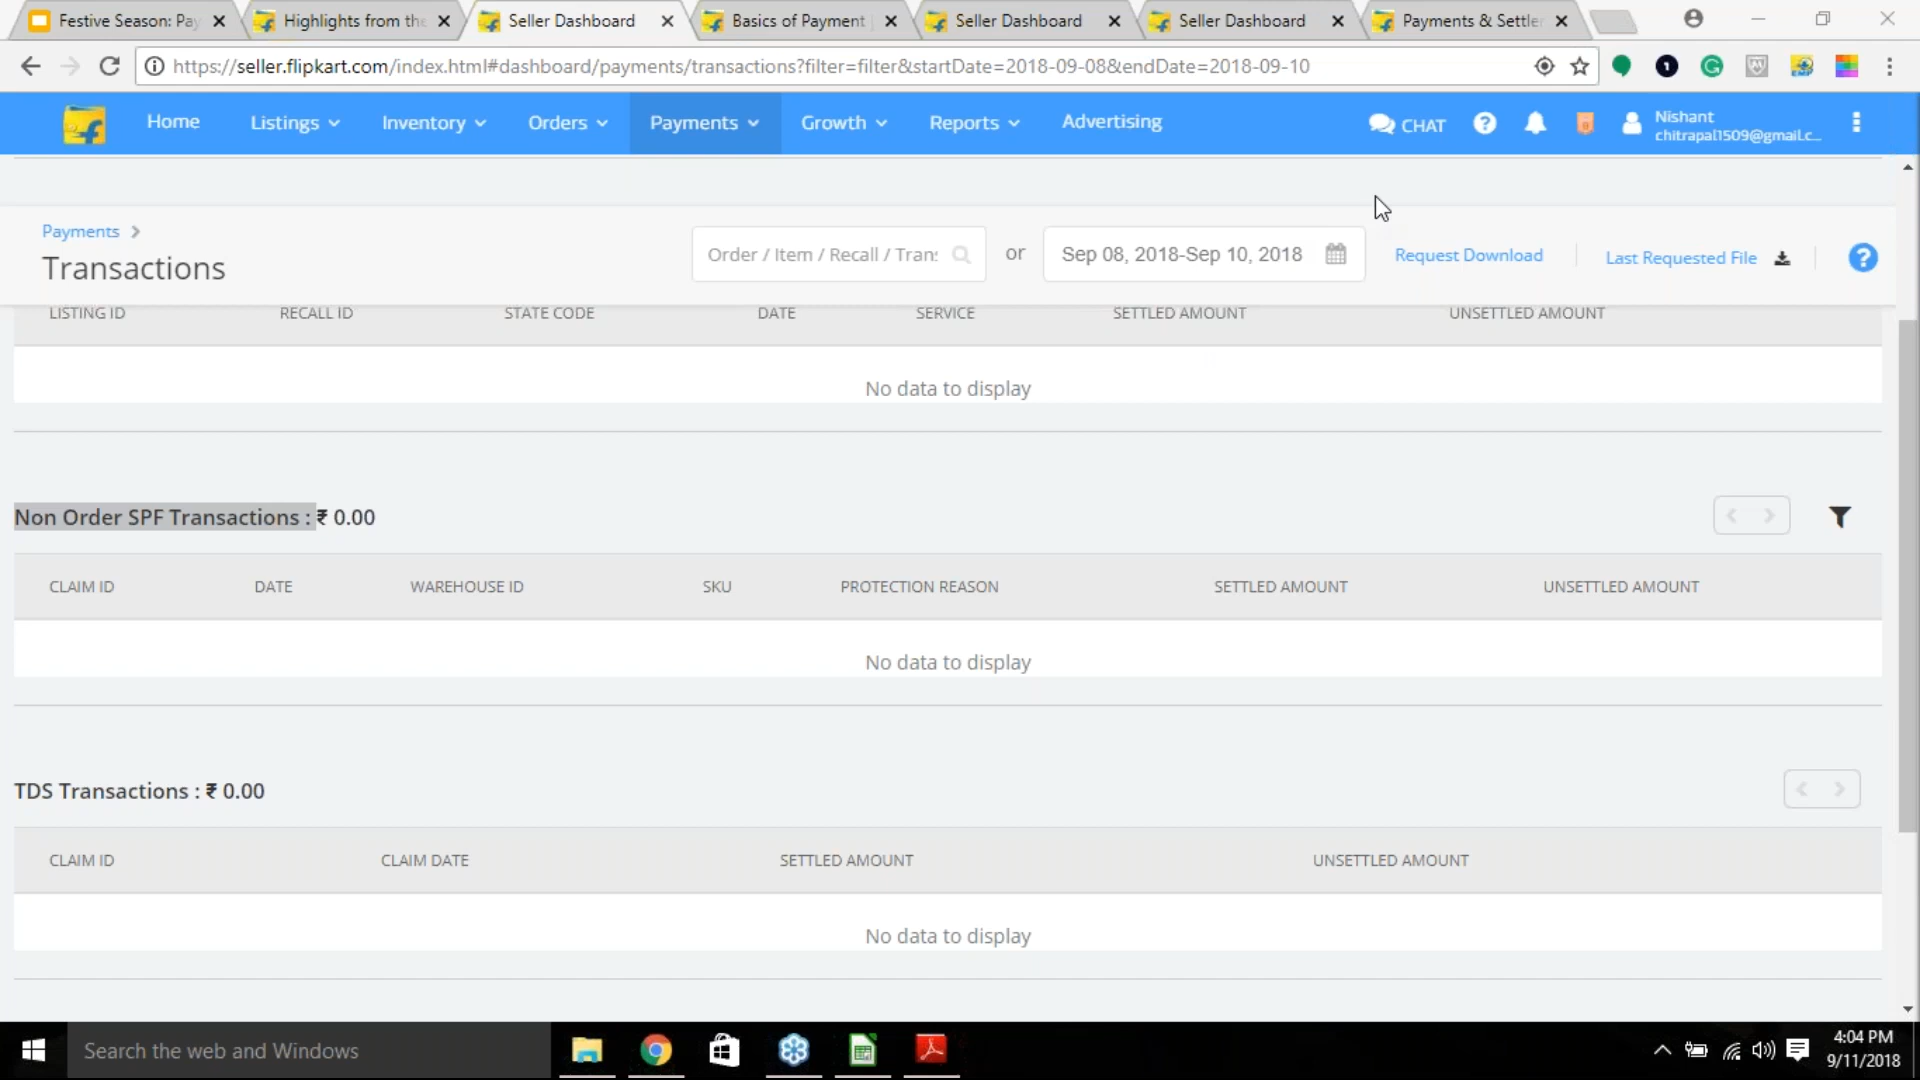 Festive Season: Pay
Highlights from the
Seller Dashboard
Basics of Payment
Seller Dashboard
Seller Dashboard
Payments & Settle
https://seller.flipkart.com/index.html#dashboard/payments/transactions?filter=filter&startDate=2018-09-08&endDate=2018-09-10
Home
Listings
Inventory
Orders
Payments
Growth
Reports
Advertising
CHAT
Nishant
chitrapal1509@gmail.c...
Payments
Transactions
Order / Item / Recall / Trans
or
Sep 08, 2018-Sep 10, 2018
Request Download
Last Requested File
LISTING ID RECALL ID STATE CODE DATE SERVICE SETTLED AMOUNT UNSETTLED AMOUNT
No data to display
Non Order SPF Transactions : ₹ 0.00
CLAIM ID DATE WAREHOUSE ID SKU PROTECTION REASON SETTLED AMOUNT UNSETTLED AMOUNT
No data to display
TDS Transactions : ₹ 0.00
CLAIM ID CLAIM DATE SETTLED AMOUNT UNSETTLED AMOUNT
No data to display
Search the web and Windows
4:04 PM
9/11/2018